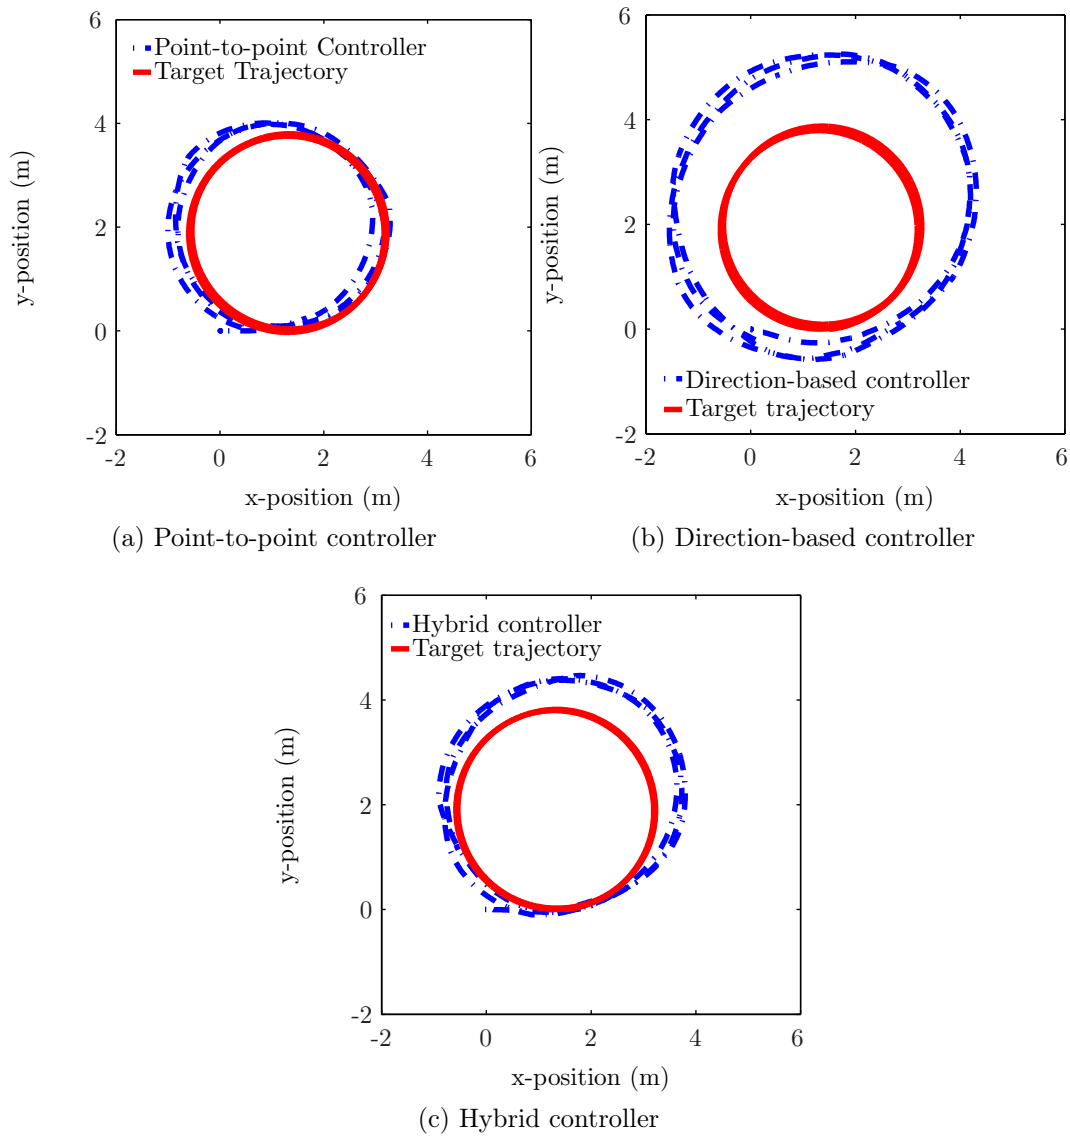 6
Point-to-point Controller
Target Trajectory
4
2
0
-2
-2 0 2 4 6
y-position (m)
x-position (m)
(a) Point-to-point controller
6
4
2
0
Direction-based controller
Target trajectory
-2
-2 0 2 4 6
y-position (m)
x-position (m)
(b) Direction-based controller
6
Hybrid controller
Target trajectory
4
2
0
-2
-2 0 2 4 6
y-position (m)
x-position (m)
(c) Hybrid controller